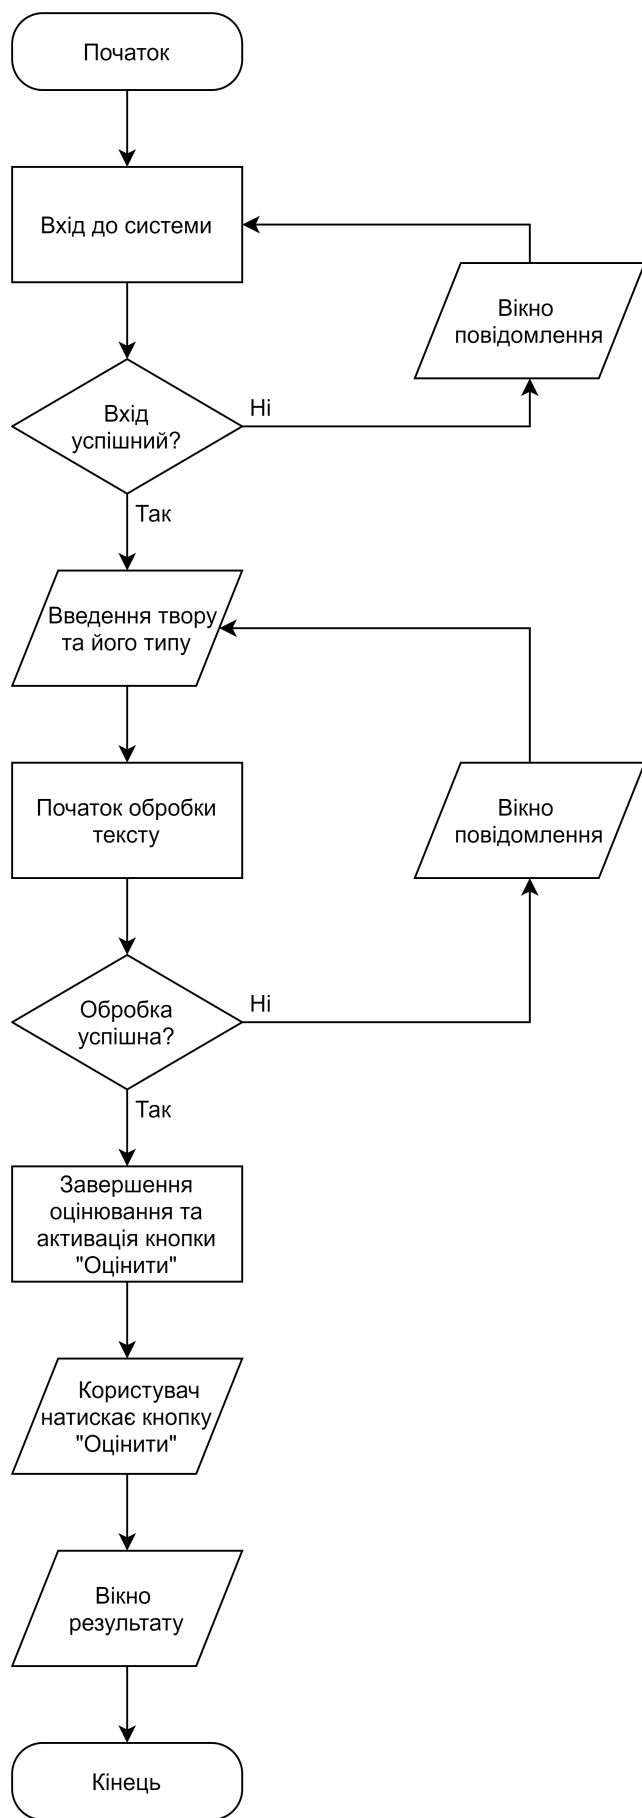 Початок
Вхід до системи
Вікно
повідомлення
Вхід
успішний?
Ні
Так
Введення твору
та його типу
Початок обробки
тексту
Вікно
повідомлення
Обробка
успішна?
Ні
Так
Завершення
оцінювання та
активація кнопки
"Оцінити"
Користувач
натискає кнопку
"Оцінити"
Вікно
результату
Кінець